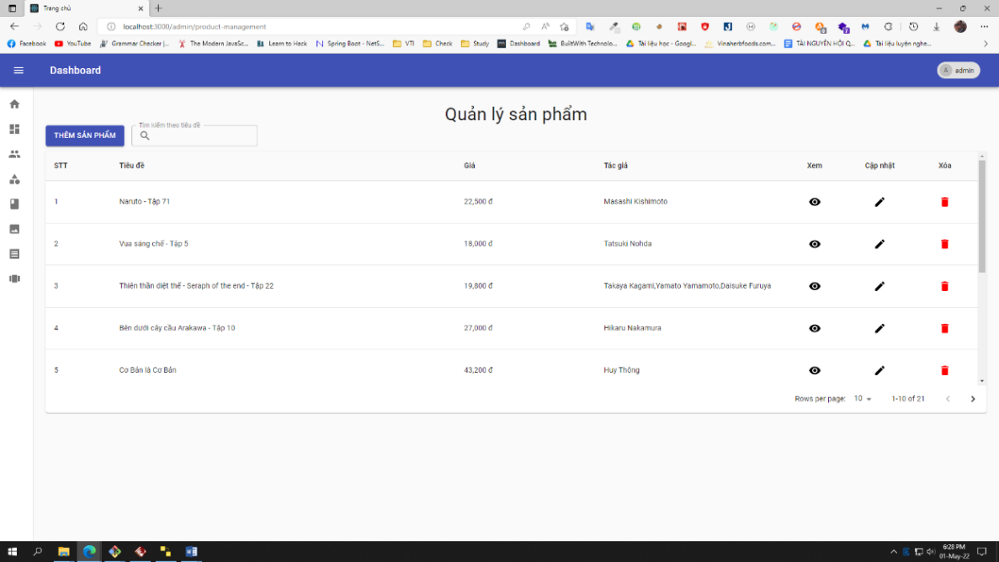 Trang chủ
localhost:3000/admin/product-management
Facebook YouTube Grammar Checker |... The Modern JavaSc... Learn to Hack Spring Boot - NetS... VTI Check Study Dashboard BuiltWith Technolo... Tài liệu học - Googl... Vinaherbfoods.com... TÀI NGUYÊN HỘI Q... Tài liệu luyện nghe...
Dashboard
A admin
Quản lý sản phẩm
THÊM SẢN PHẨM
Tìm kiếm theo tiêu đề
STT Tiêu đề Giá Tác giả Xem Cập nhật Xóa
1 Naruto - Tập 71 22,500 đ Masashi Kishimoto
2 Vua sáng chế - Tập 5 18,000 đ Tatsuki Nohda
3 Thiên thần diệt thế - Seraph of the end - Tập 22 19,800 đ Takaya Kagami,Yamato Yamamoto,Daisuke Furuya
4 Bên dưới cây cầu Arakawa - Tập 10 27,000 đ Hikaru Nakamura
5 Cơ Bản là Cơ Bản 43,200 đ Huy Thông
Rows per page: 10 1-10 of 21
6:28 PM
01-May-22